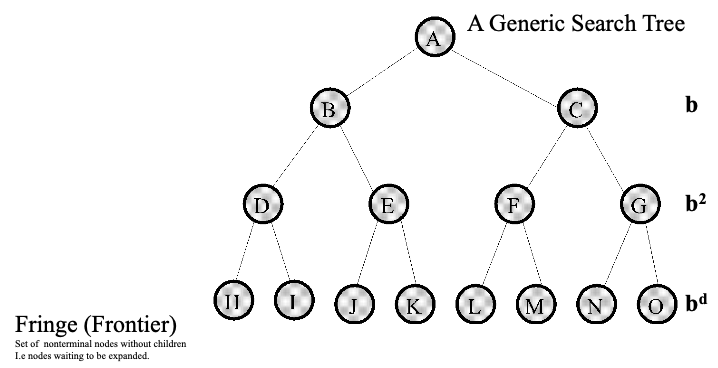 A Generic Search Tree
A
B C b
D E F G b²
H I J K L M N O bᵈ
Fringe (Frontier)
Set of nonterminal nodes without children
I.e nodes waiting to be expanded.